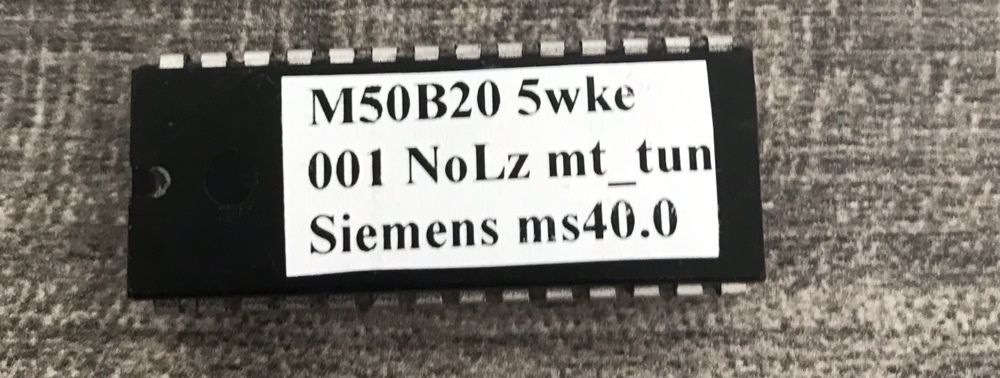 M50B20 5wke
001 NoLz mt_tun
Siemens ms40.0